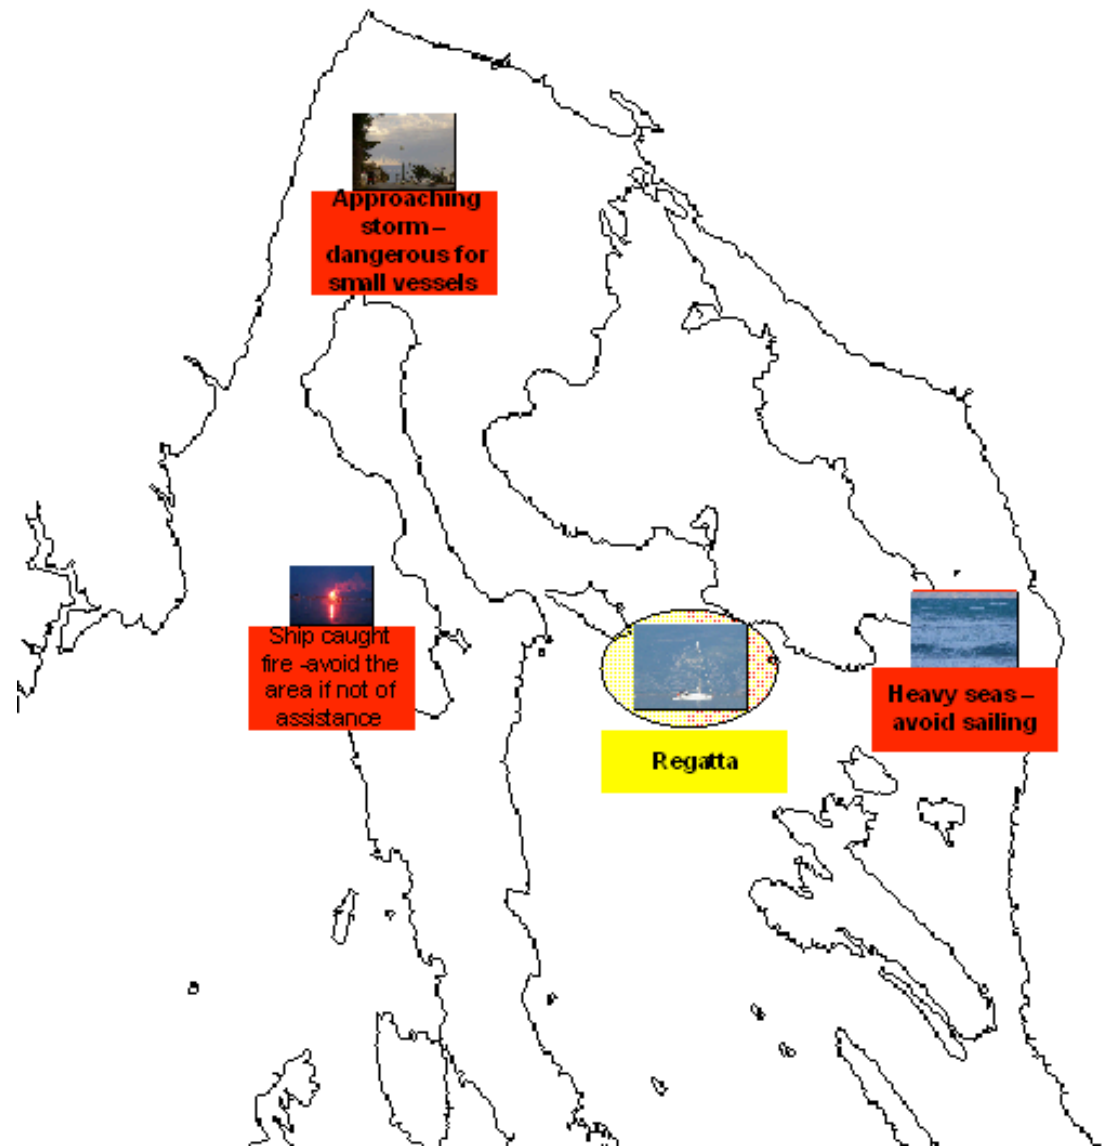 Approaching
storm –
dangerous for
small vessels
Ship caught
fire -avoid the
area if not of
assistance
Regatta
Heavy seas –
avoid sailing